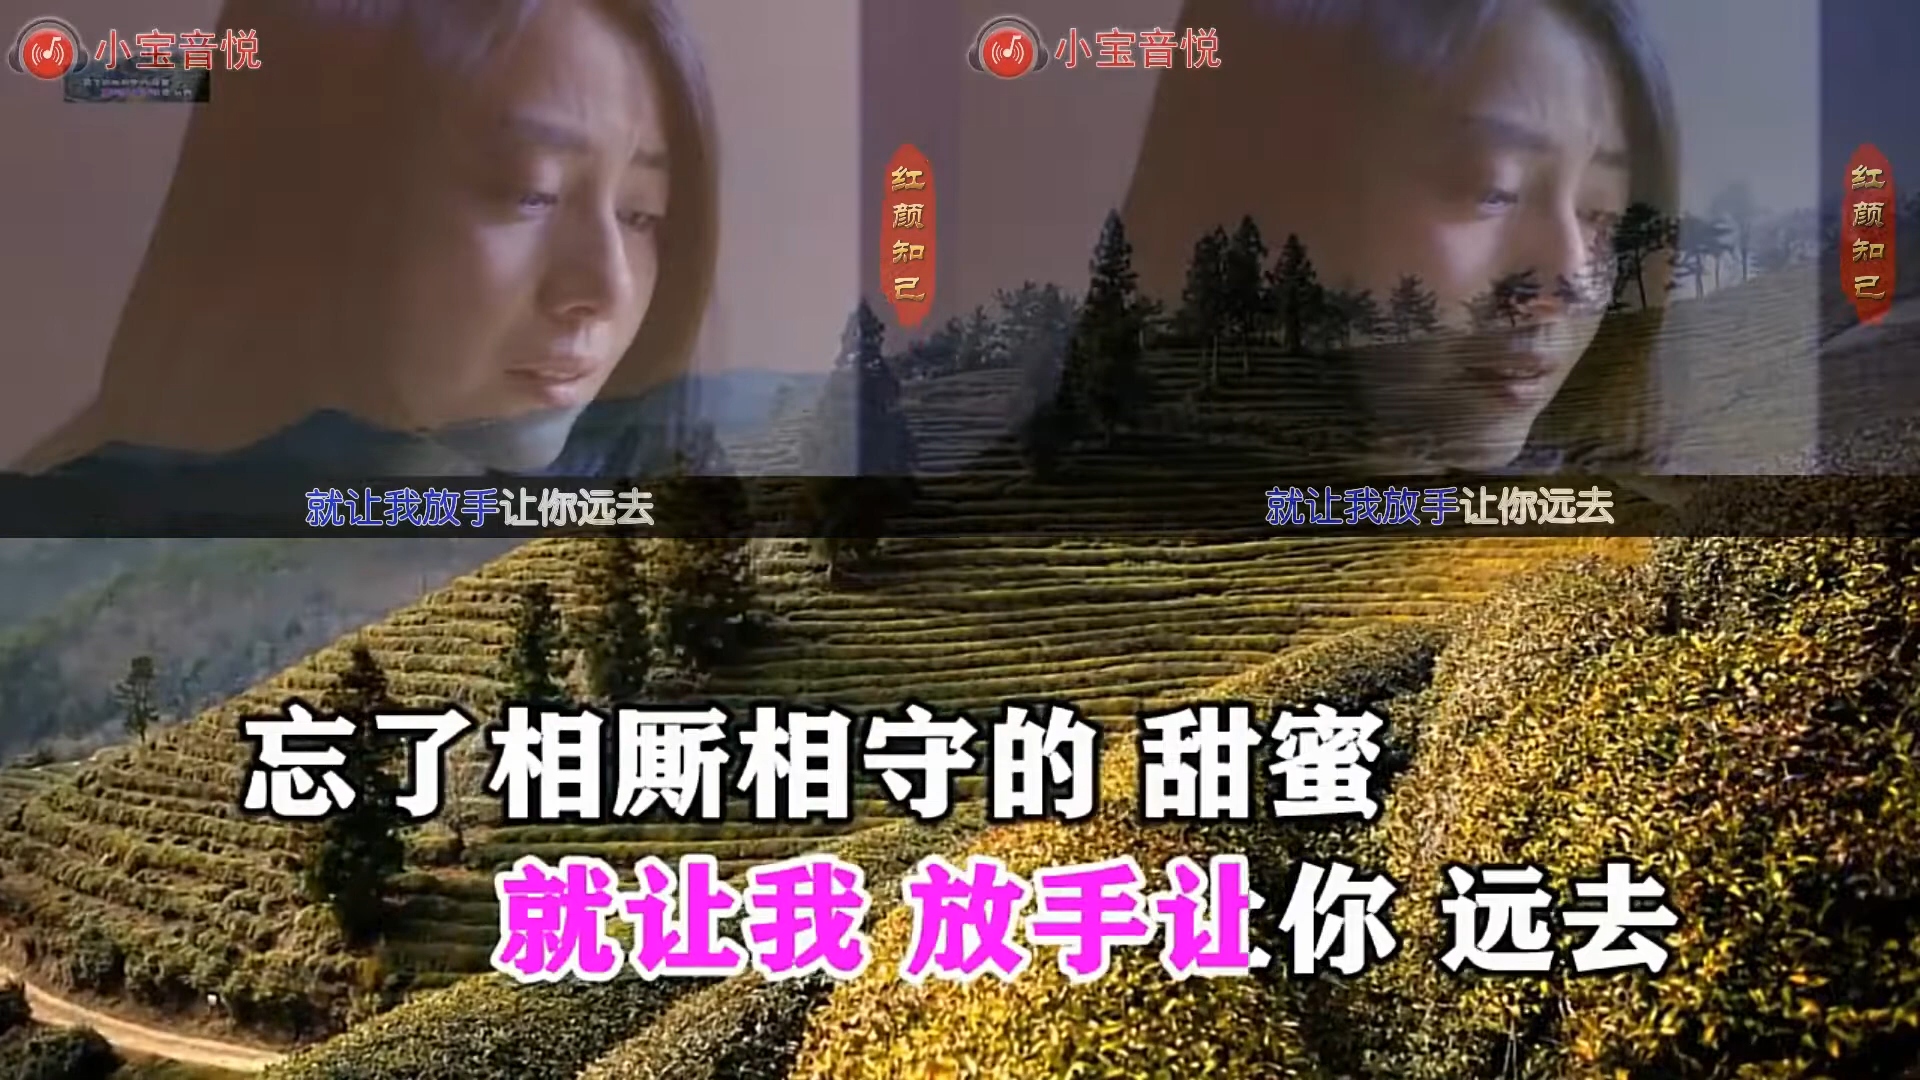 小宝音悦
小宝音悦
红颜知己
红颜知己
就让我放手让你远去
就让我放手让你远去
忘了相厮相守的 甜蜜
就让我 放手让你 远去